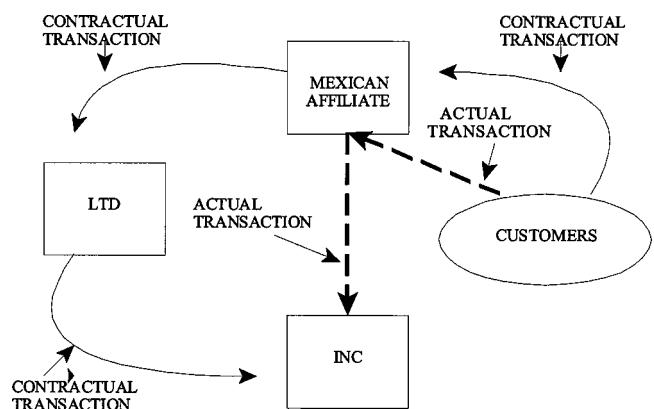 CONTRACTUAL
TRANSACTION
CONTRACTUAL
TRANSACTION
MEXICAN
AFFILIATE
ACTUAL
TRANSACTION
LTD
ACTUAL
TRANSACTION
CUSTOMERS
INC
CONTRACTUAL
TRANSACTION